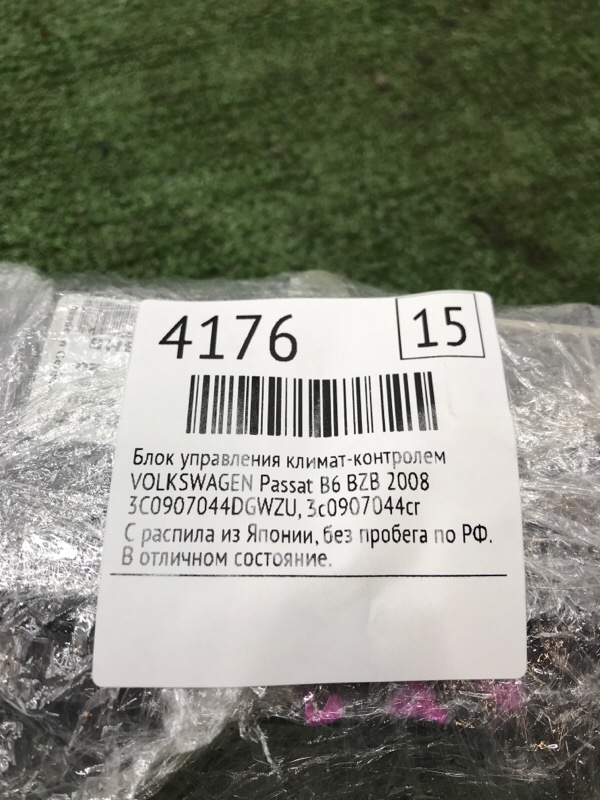 4176
15
Блок управления климат-контролем
VOLKSWAGEN Passat B6 BZB 2008
3C0907044DGWZU, 3c0907044cr
С распила из Японии, без пробега по РФ.
В отличном состояние.